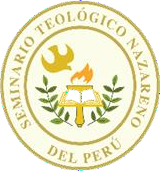 SEMINARIO TEOLÓGICO NAZARENO
DEL PERÚ